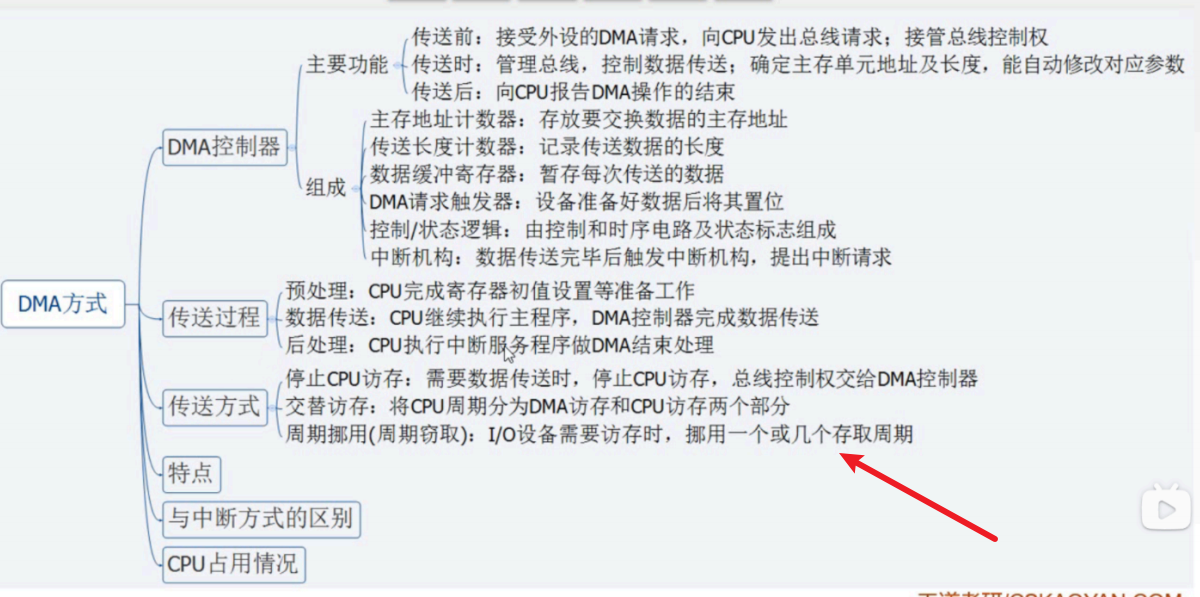 DMA方式
DMA控制器
主要功能
传送前：接受外设的DMA请求，向CPU发出总线请求；接管总线控制权
传送时：管理总线，控制数据传送；确定主存单元地址及长度，能自动修改对应参数
传送后：向CPU报告DMA操作的结束
组成
主存地址计数器：存放要交换数据的主存地址
传送长度计数器：记录传送数据的长度
数据缓冲寄存器：暂存每次传送的数据
DMA请求触发器：设备准备好数据后将其置位
控制/状态逻辑：由控制和时序电路及状态标志组成
中断机构：数据传送完毕后触发中断机构，提出中断请求
传送过程
预处理：CPU完成寄存器初值设置等准备工作
数据传送：CPU继续执行主程序，DMA控制器完成数据传送
后处理：CPU执行中断服务程序做DMA结束处理
传送方式
停止CPU访存：需要数据传送时，停止CPU访存，总线控制权交给DMA控制器
交替访存：将CPU周期分为DMA访存和CPU访存两个部分
周期挪用(周期窃取)：I/O设备需要访存时，挪用一个或几个存取周期
特点
与中断方式的区别
CPU占用情况